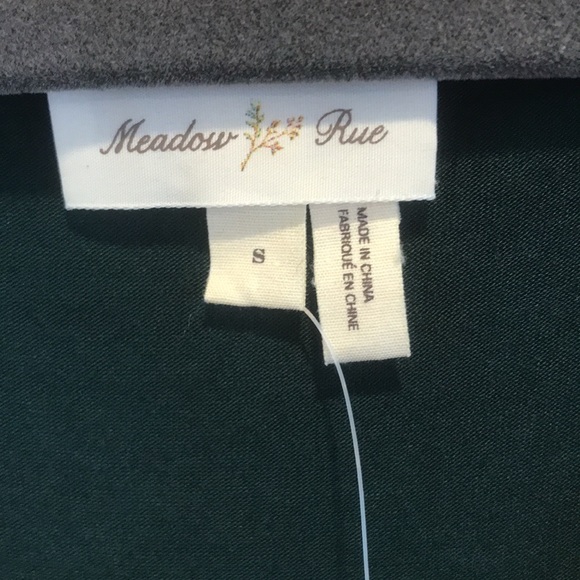 Meadow Rue
S
MADE IN CHINA
FABRIQUÉ EN CHINE